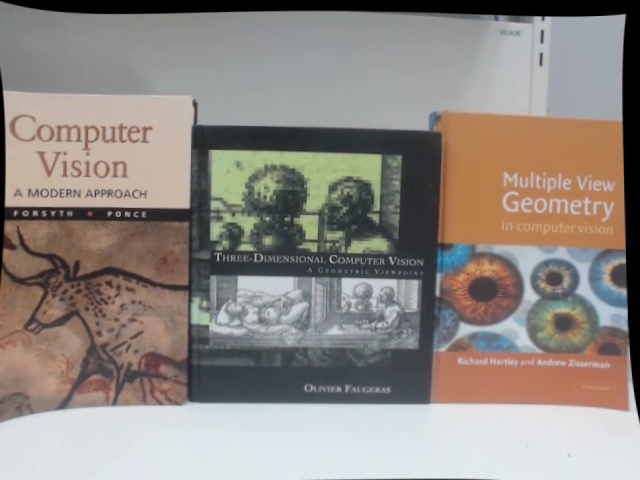 Computer
Vision
A MODERN APPROACH
FORSYTH ▪ PONCE
THREE-DIMENSIONAL COMPUTER VISION
A GEOMETRIC VIEWPOINT
OLIVIER FAUGERAS
Multiple View
Geometry
in computer vision
Richard Hartley and Andrew Zisserman